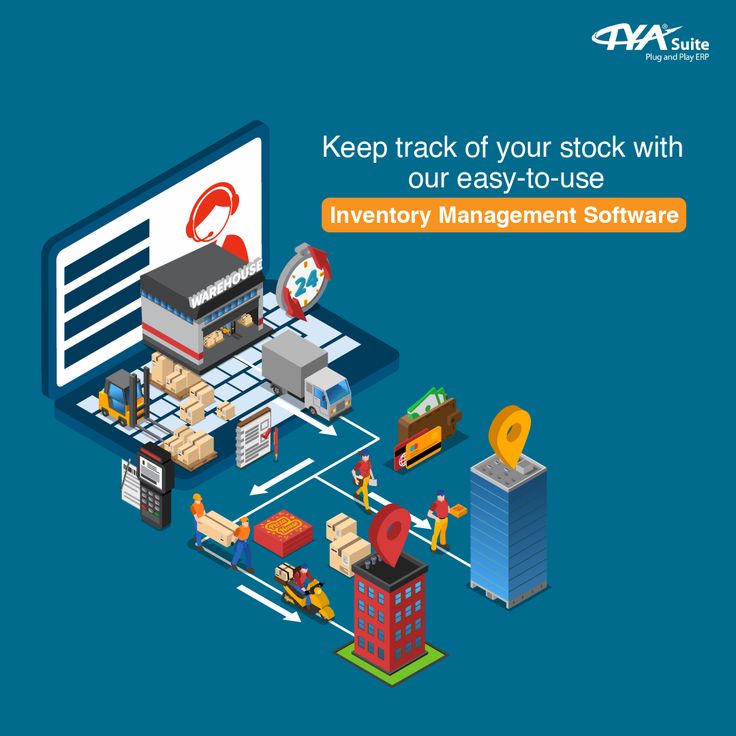 TYA® Suite
Plug and Play ERP
Keep track of your stock with
our easy-to-use
Inventory Management Software
WAREHOUSE
24